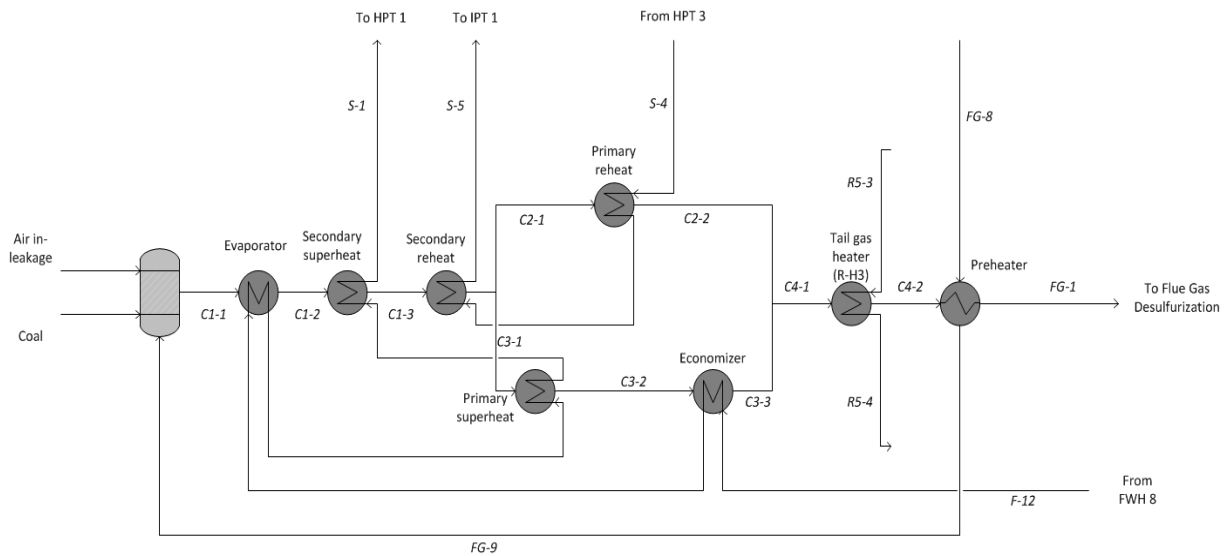 To HPT 1
To IPT 1
From HPT 3
S-1
S-5
S-4
FG-8
Primary
reheat
R5-3
C2-1
C2-2
Air in-
leakage
Evaporator
Secondary
superheat
Secondary
reheat
Tail gas
heater
(R-H3)
Preheater
C4-1
C4-2
FG-1
To Flue Gas
Desulfurization
C1-1
C1-2
C1-3
Coal
C3-1
Economizer
C3-2
C3-3
R5-4
Primary
superheat
From
FWH 8
F-12
FG-9